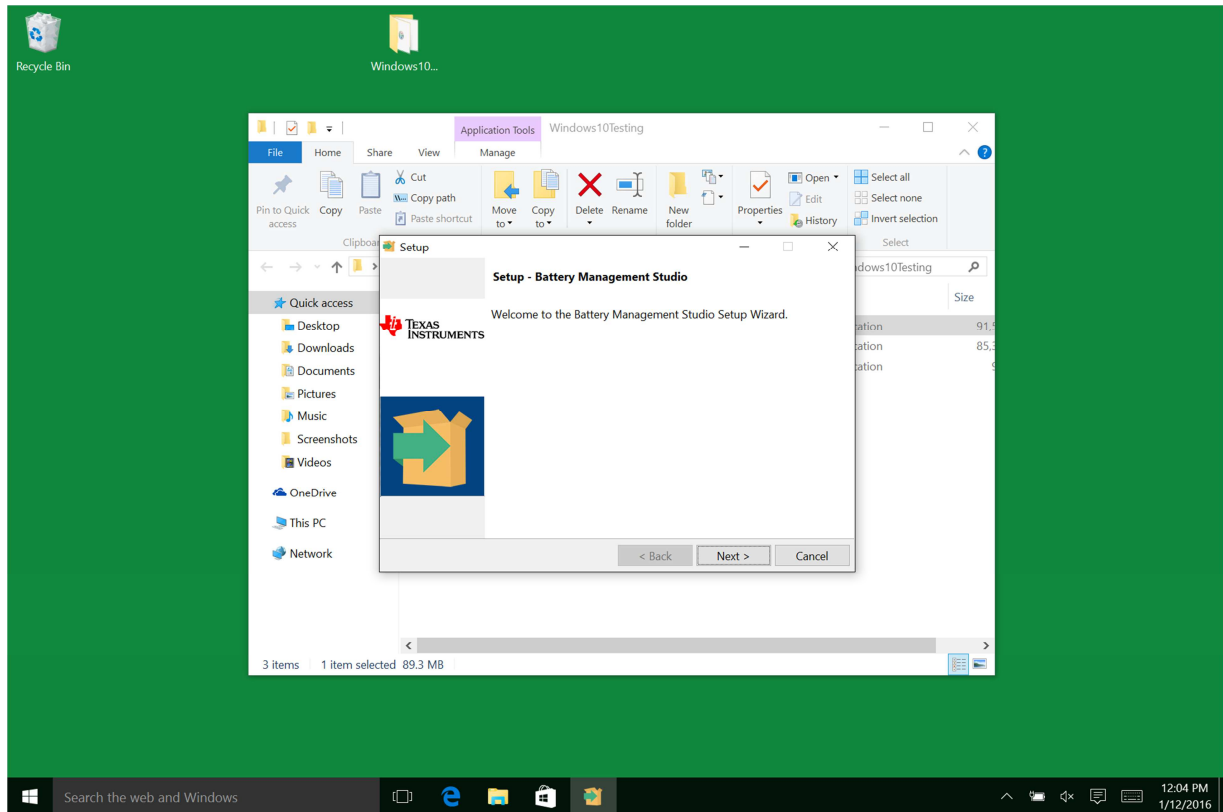 Recycle Bin
Windows10...
Application Tools
Windows10Testing
File
Home
Share
View
Manage
Pin to Quick access
Copy
Paste
Cut
Copy path
Paste shortcut
Move to
Copy to
Delete
Rename
New folder
Properties
Open
Edit
History
Select all
Select none
Invert selection
Select
Setup
Setup - Battery Management Studio
Welcome to the Battery Management Studio Setup Wizard.
TEXAS
INSTRUMENTS
< Back
Next >
Cancel
Size
Quick access
Desktop
Downloads
Documents
Pictures
Music
Screenshots
Videos
OneDrive
This PC
Network
3 items
1 item selected 89.3 MB
Search the web and Windows
12:04 PM
1/12/2016